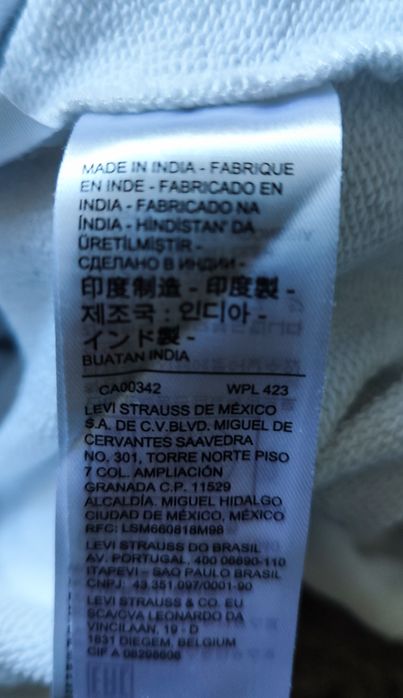 MADE IN INDIA - FABRIQUE
EN INDE - FABRICADO EN
INDIA - FABRICADO NA
ÍNDIA - HİNDİSTAN' DA
ÜRETİLMİŞTİR -
СДЕЛАНО В ИНДИИ -
印度制造 - 印度製 -
제조국 : 인디아 -
インド製 -
BUATAN INDIA
CA00342 WPL 423
LEVI STRAUSS DE MÉXICO
S.A. DE C.V.BLVD. MIGUEL DE
CERVANTES SAAVEDRA
NO. 301, TORRE NORTE PISO
7 COL. AMPLIACIÓN
GRANADA C.P. 11529
ALCALDÍA. MIGUEL HIDALGO
CIUDAD DE MÉXICO, MÉXICO
RFC: LSM660818M98
LEVI STRAUSS DO BRASIL
AV. PORTUGAL, 400 06690-110
ITAPEVI - SAO PAULO BRASIL
CNPJ. 43.351.097/0001-90
LEVI STRAUSS & CO. EU
SCA/CVA LEONARDO DA
VINCILAAN, 19 - D
1831 DIEGEM, BELGIUM
CIF A 08298608